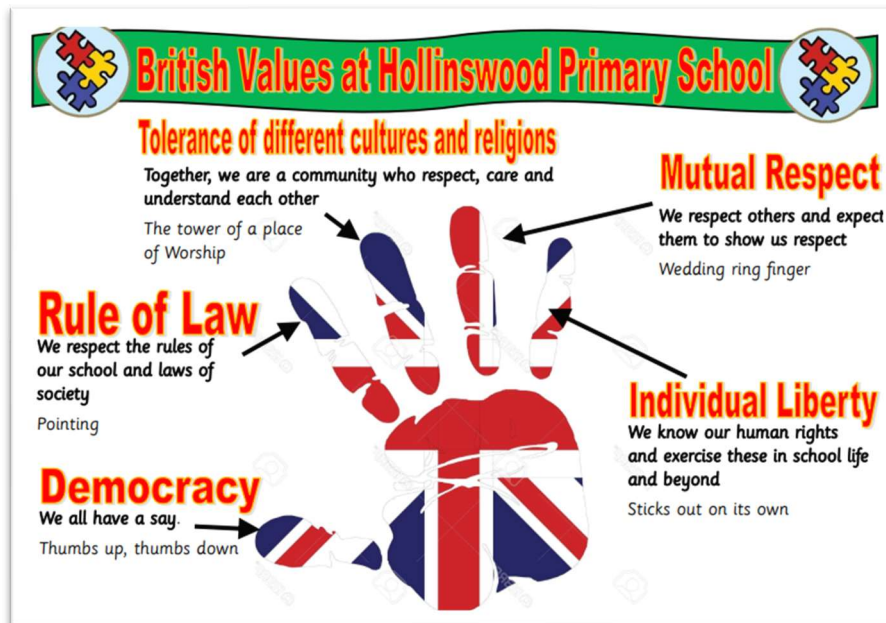 British Values at Hollinswood Primary School
Tolerance of different cultures and religions
Together, we are a community who respect, care and
understand each other
The tower of a place
of Worship
Mutual Respect
We respect others and expect
them to show us respect
Wedding ring finger
Rule of Law
We respect the rules of
our school and laws of
society
Pointing
Individual Liberty
We know our human rights
and exercise these in school life
and beyond
Sticks out on its own
Democracy
We all have a say.
Thumbs up, thumbs down